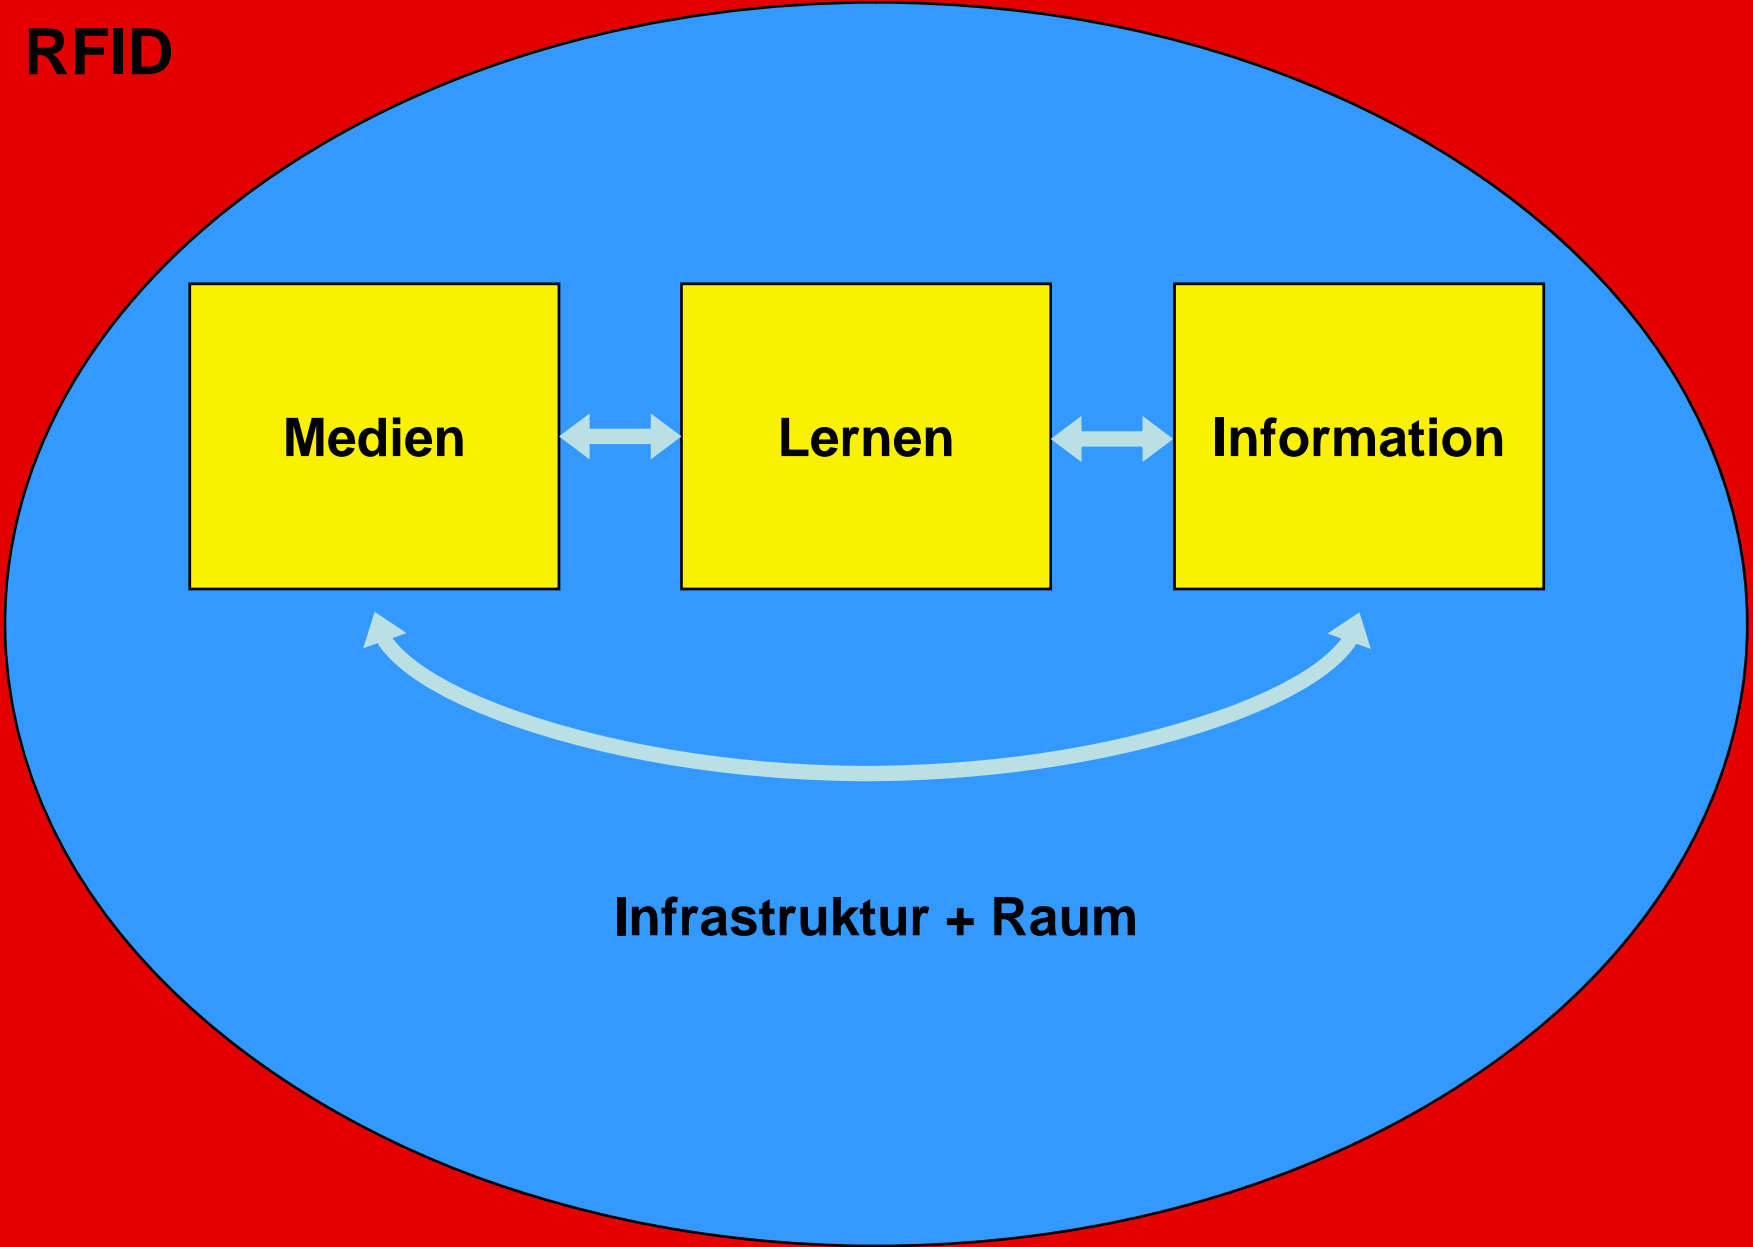 RFID
Medien
Lernen
Information
Infrastruktur + Raum